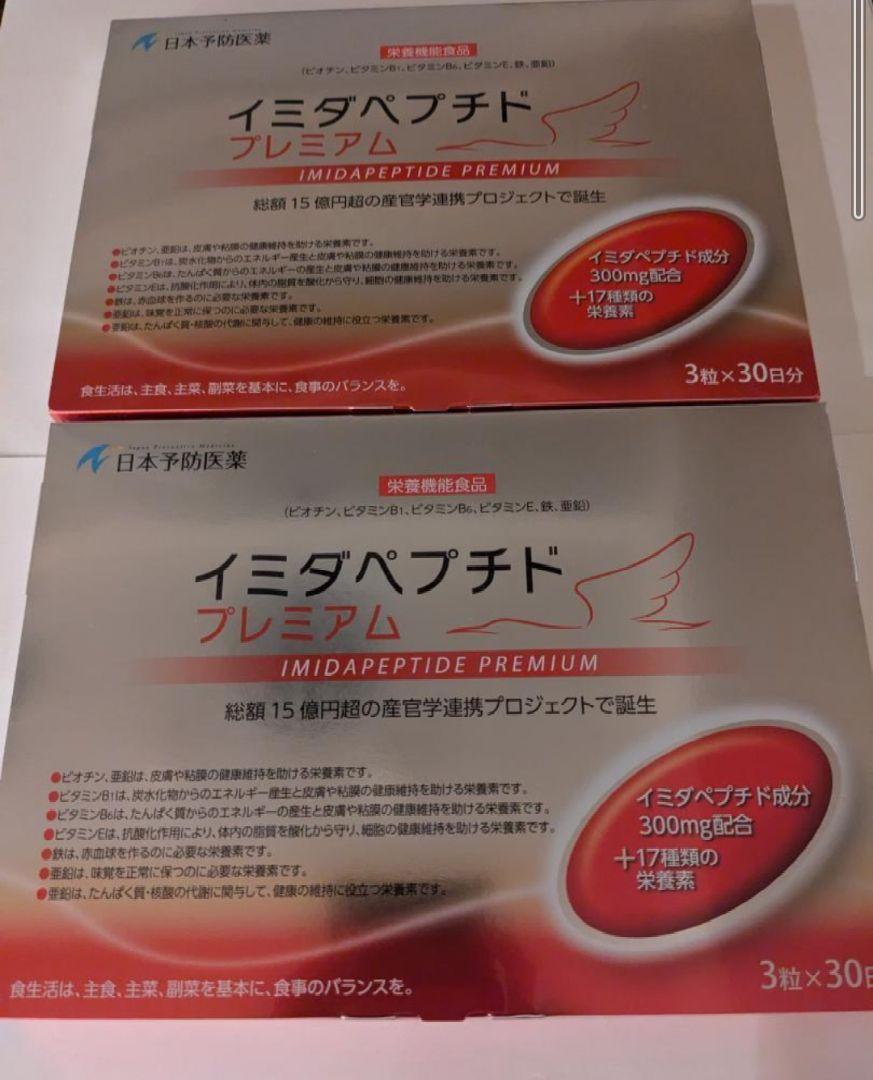 Japan Preventive Medicine
日本予防医薬
栄養機能食品
(ビオチン、ビタミンB1、ビタミンB6、ビタミンE、鉄、亜鉛)
イミダペプチド
プレミアム
IMIDAPEPTIDE PREMIUM
総額15億円超の産官学連携プロジェクトで誕生
●ビオチン、亜鉛は、皮膚や粘膜の健康維持を助ける栄養素です。
●ビタミンB1は、炭水化物からのエネルギー産生と皮膚や粘膜の健康維持を助ける栄養素です。
●ビタミンB6は、たんぱく質からのエネルギーの産生と皮膚や粘膜の健康維持を助ける栄養素です。
●ビタミンEは、抗酸化作用により、体内の脂質を酸化から守り、細胞の健康維持を助ける栄養素です。
●鉄は、赤血球を作るのに必要な栄養素です。
●亜鉛は、味覚を正常に保つのに必要な栄養素です。
●亜鉛は、たんぱく質・核酸の代謝に関与して、健康の維持に役立つ栄養素です。
イミダペプチド成分
300mg配合
+17種類の
栄養素
3粒×30日分
食生活は、主食、主菜、副菜を基本に、食事のバランスを。
Japan Preventive Medicine
日本予防医薬
栄養機能食品
(ビオチン、ビタミンB1、ビタミンB6、ビタミンE、鉄、亜鉛)
イミダペプチド
プレミアム
IMIDAPEPTIDE PREMIUM
総額15億円超の産官学連携プロジェクトで誕生
●ビオチン、亜鉛は、皮膚や粘膜の健康維持を助ける栄養素です。
●ビタミンB1は、炭水化物からのエネルギー産生と皮膚や粘膜の健康維持を助ける栄養素です。
●ビタミンB6は、たんぱく質からのエネルギーの産生と皮膚や粘膜の健康維持を助ける栄養素です。
●ビタミンEは、抗酸化作用により、体内の脂質を酸化から守り、細胞の健康維持を助ける栄養素です。
●鉄は、赤血球を作るのに必要な栄養素です。
●亜鉛は、味覚を正常に保つのに必要な栄養素です。
●亜鉛は、たんぱく質・核酸の代謝に関与して、健康の維持に役立つ栄養素です。
イミダペプチド成分
300mg配合
+17種類の
栄養素
3粒×30日
食生活は、主食、主菜、副菜を基本に、食事のバランスを。